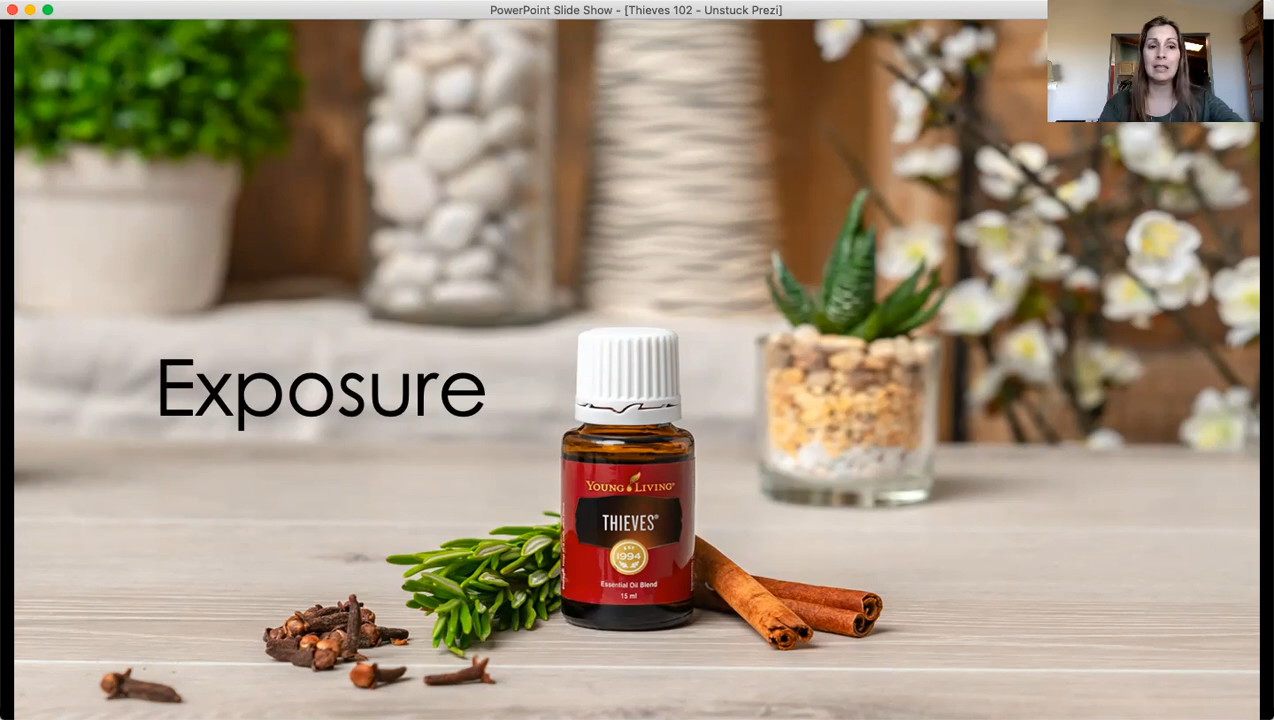 PowerPoint Slide Show - [Thieves 102 - Unstuck Prezi]
Exposure
YOUNG LIVING®
THIEVES®
1994
Essential Oil Blend
15 ml